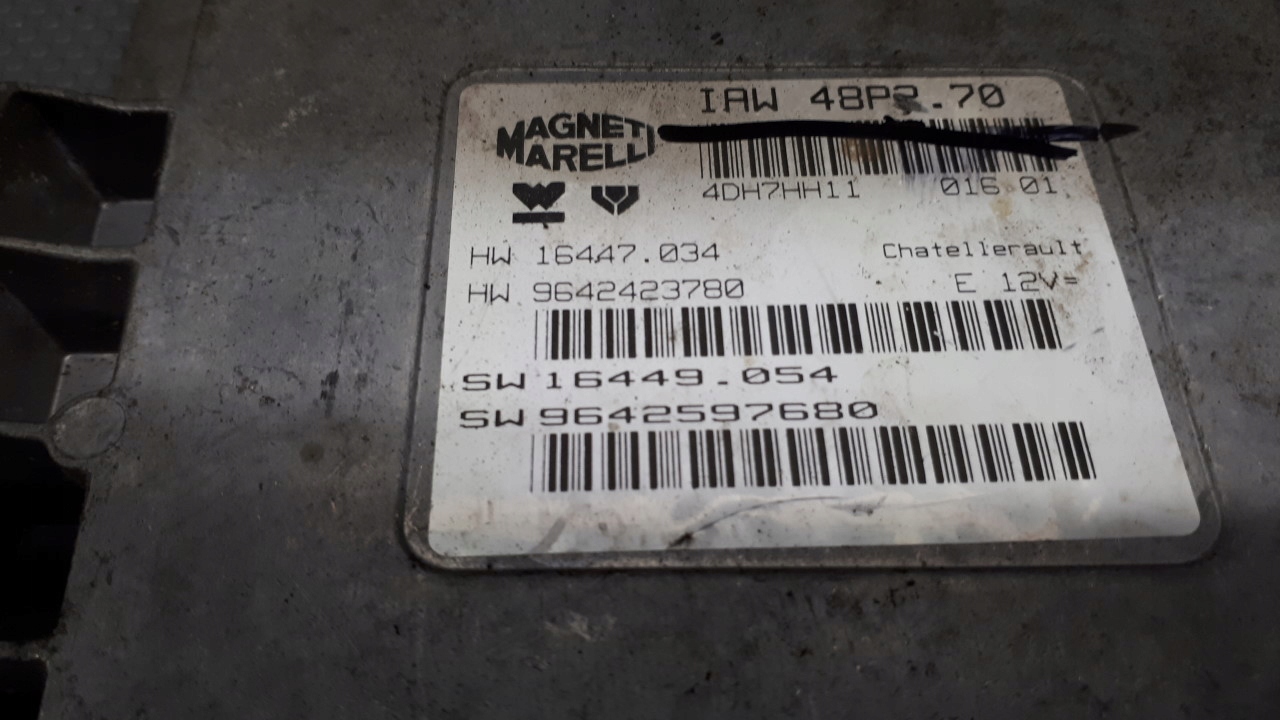 IAW 48P2.70
MAGNETI
MARELLI
4DH7HH11 016 01
HW 16447.034 Chatellerault
HW 9642423780 E 12V=
SW 16449.054
SW 9642597680